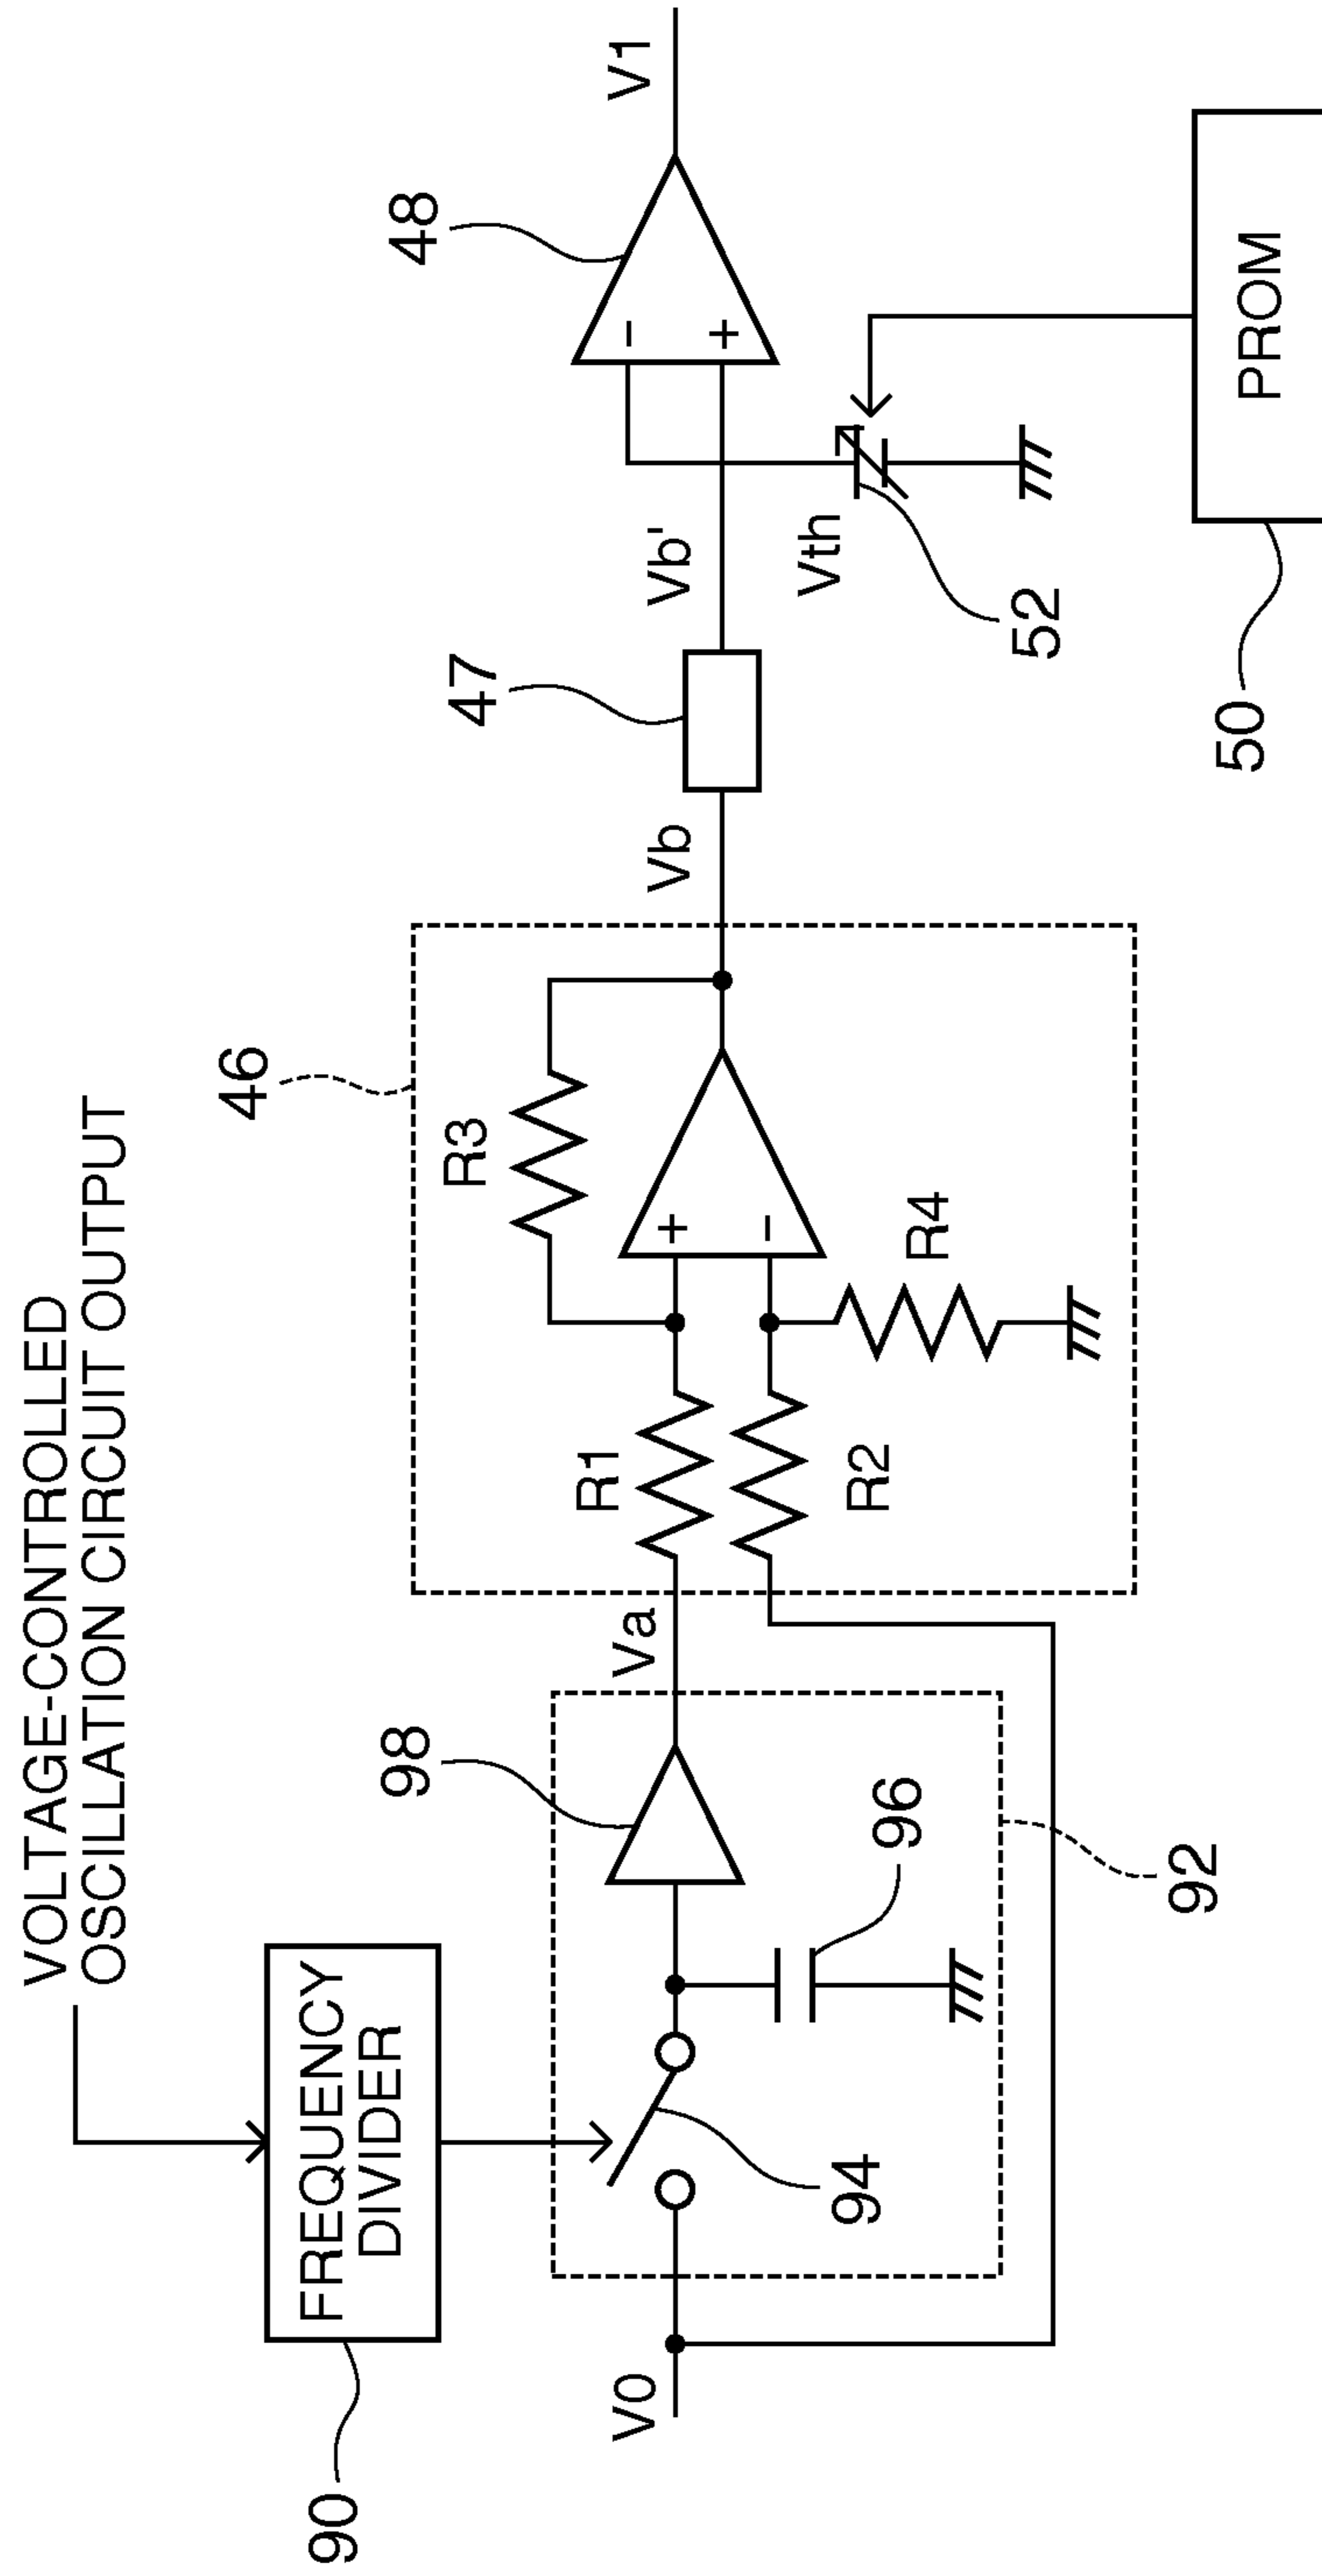 VOLTAGE-CONTROLLED
OSCILLATION CIRCUIT OUTPUT
90
FREQUENCY
DIVIDER
V0
94
96
98
92
Va
46
R1
R2
R3
R4
+
-
Vb
47
Vb'
Vth
52
48
-
+
V1
50
PROM